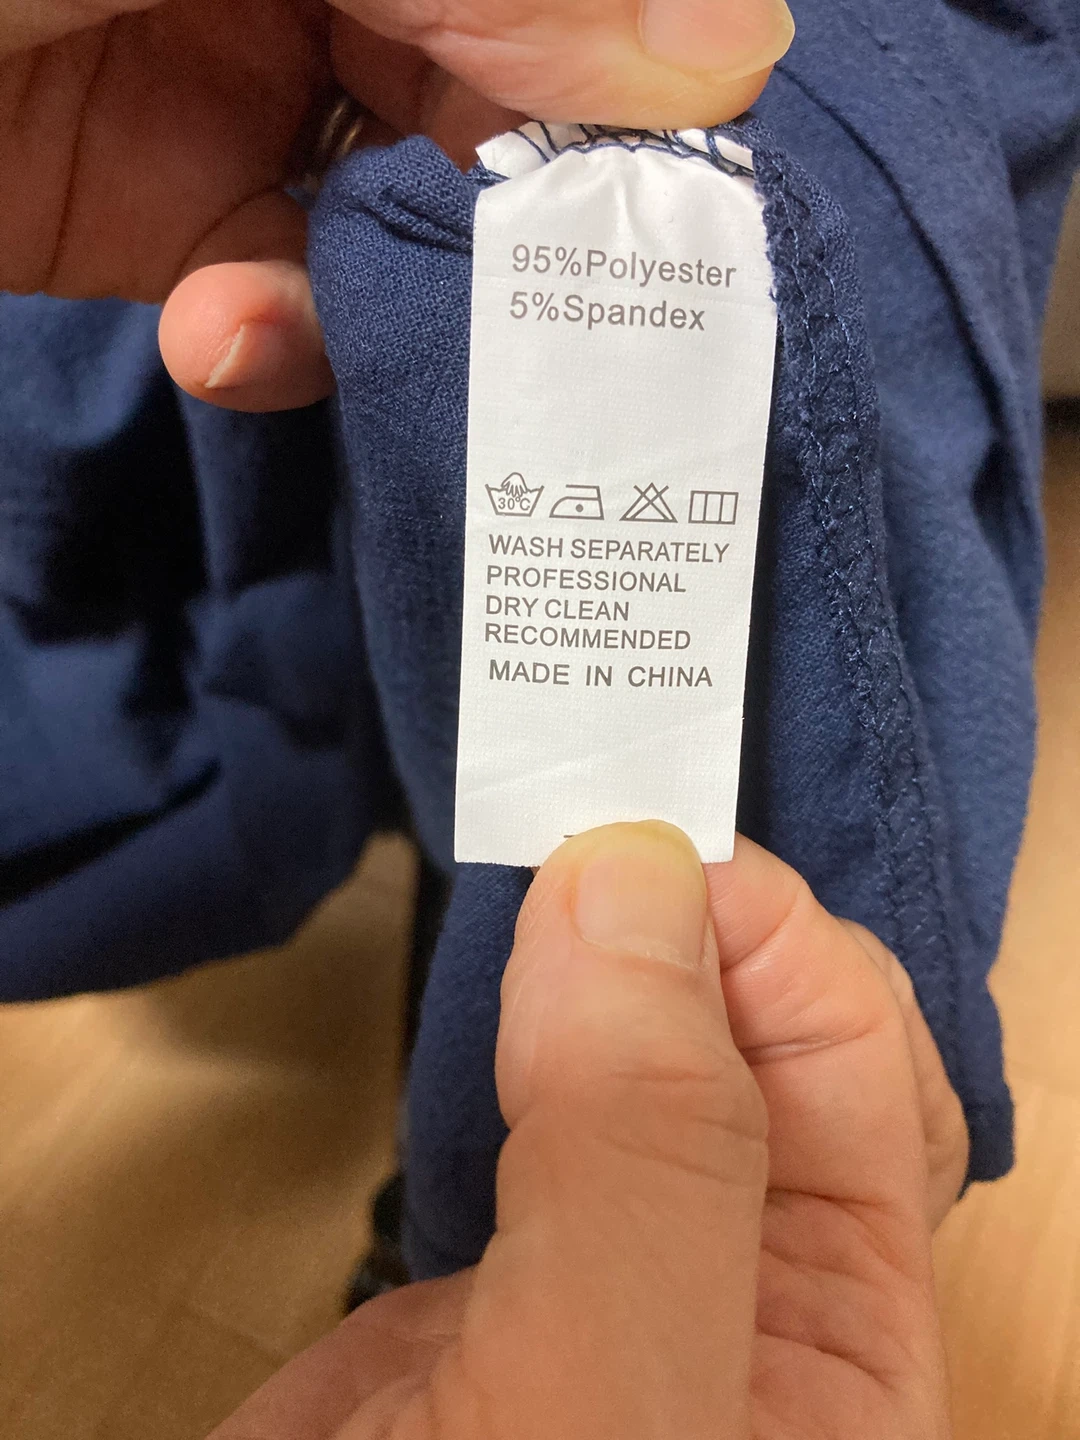 95%Polyester
5%Spandex
30°C
WASH SEPARATELY
PROFESSIONAL
DRY CLEAN
RECOMMENDED
MADE IN CHINA